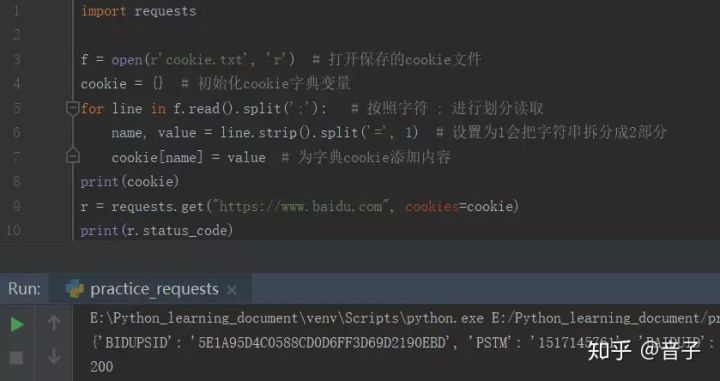 1 import requests
2
3 f = open(r'cookie.txt', 'r')  # 打开保存的cookie文件
4 cookie = {}  # 初始化cookie字典变量
5 for line in f.read().split(';'):  # 按照字符 ; 进行划分读取
6 name, value = line.strip().split('=', 1)  # 设置为1会把字符串拆分成2部分
7 cookie[name] = value  # 为字典cookie添加内容
8 print(cookie)
9 r = requests.get("https://www.baidu.com", cookies=cookie)
10 print(r.status_code)
Run: practice_requests ×
E:\Python_learning_document\venv\Scripts\python.exe E:/Python_learning_document/pr
{'BIDUPSID': '5E1A95D4C0588CD0D6FF3D69D2190EBD', 'PSTM': '1517145761', 'BAIDUID':
知乎 @音子
200